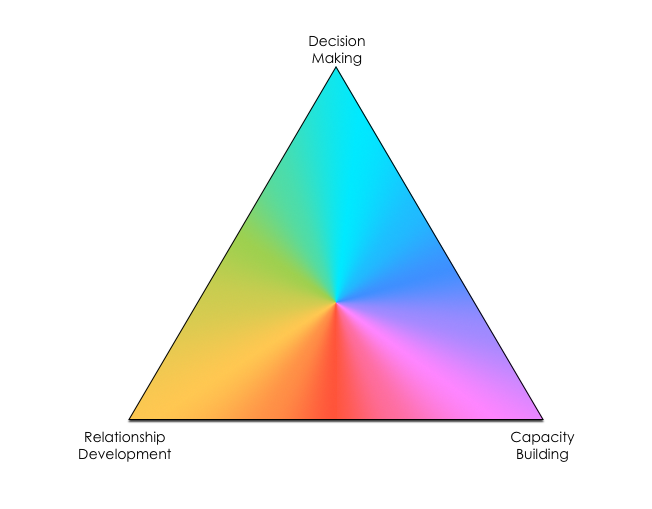 Decision
Making
Relationship
Development
Capacity
Building